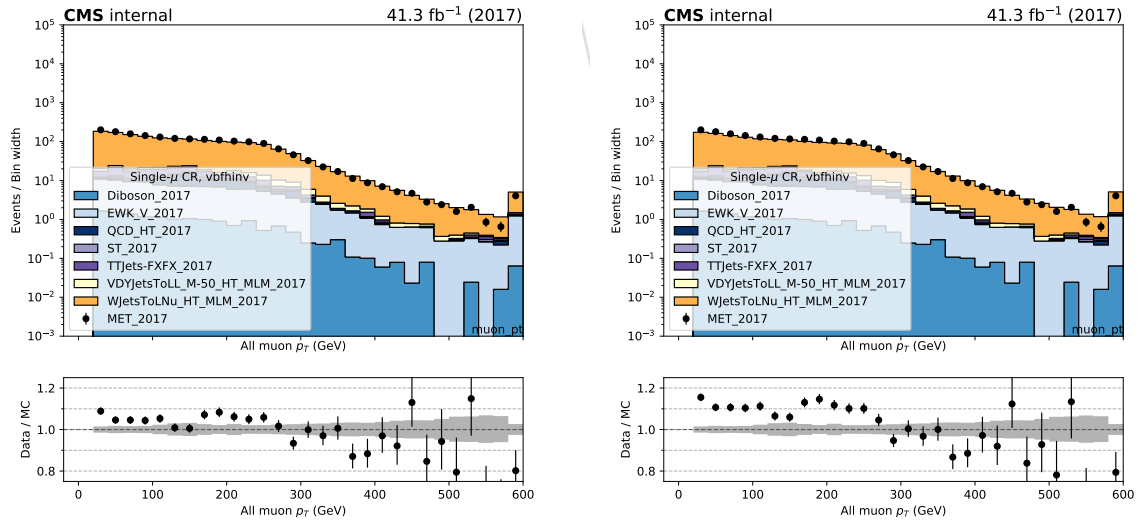 CMS internal 41.3 fb⁻¹ (2017)
10⁵
10⁴
10³
10²
10¹
10⁰
10⁻¹
10⁻²
10⁻³
Events / Bin width
Single-μ CR, vbfhinv
Diboson_2017
EWK_V_2017
QCD_HT_2017
ST_2017
TTJets-FXFX_2017
VDYJetsToLL_M-50_HT_MLM_2017
WJetsToLNu_HT_MLM_2017
MET_2017
muon_pt
All muon p_T (GeV)
1.2
1.0
0.8
Data / MC
0 100 200 300 400 500 600
All muon p_T (GeV)
CMS internal 41.3 fb⁻¹ (2017)
10⁵
10⁴
10³
10²
10¹
10⁰
10⁻¹
10⁻²
10⁻³
Events / Bin width
Single-μ CR, vbfhinv
Diboson_2017
EWK_V_2017
QCD_HT_2017
ST_2017
TTJets-FXFX_2017
VDYJetsToLL_M-50_HT_MLM_2017
WJetsToLNu_HT_MLM_2017
MET_2017
muon_pt
All muon p_T (GeV)
1.2
1.0
0.8
Data / MC
0 100 200 300 400 500 600
All muon p_T (GeV)